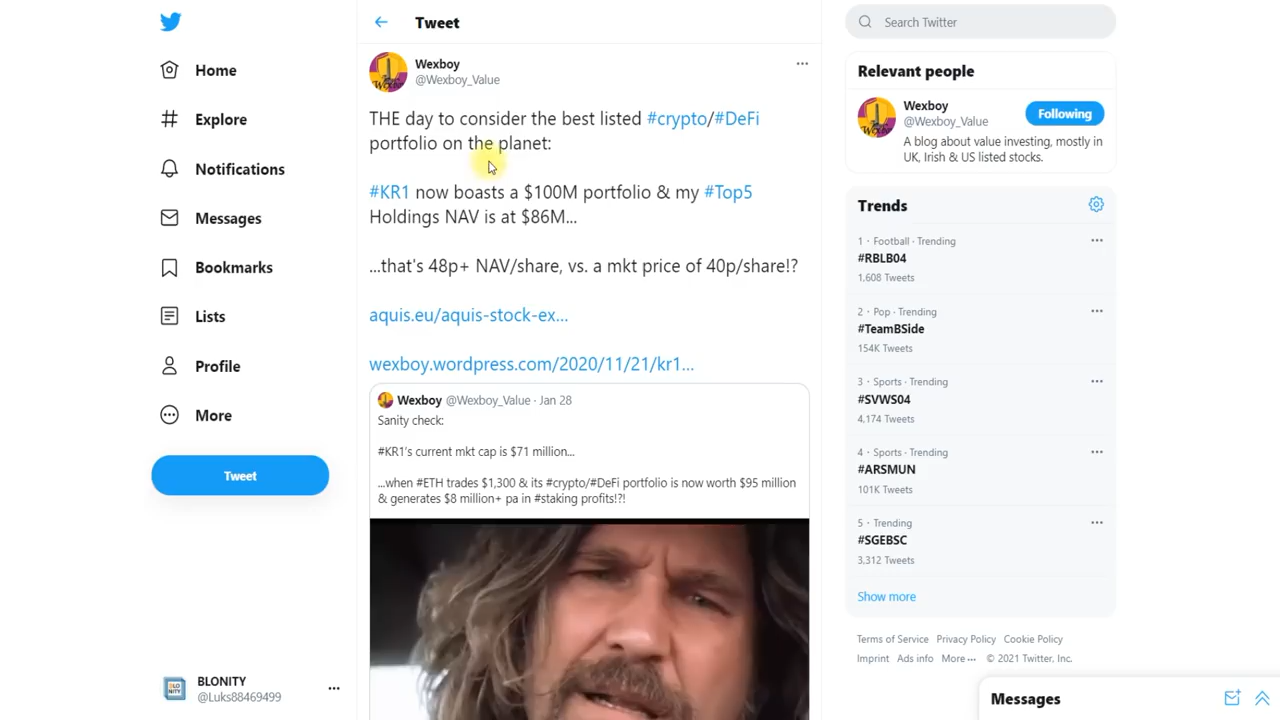 Home
Explore
Notifications
Messages
Bookmarks
Lists
Profile
More
Tweet
BLONITY
@Luks88469499
Tweet
Wexboy
@Wexboy_Value
THE day to consider the best listed #crypto/#DeFi
portfolio on the planet:
#KR1 now boasts a $100M portfolio & my #Top5
Holdings NAV is at $86M...
...that's 48p+ NAV/share, vs. a mkt price of 40p/share!?
aquis.eu/aquis-stock-ex...
wexboy.wordpress.com/2020/11/21/kr1...
Wexboy @Wexboy_Value · Jan 28
Sanity check:
#KR1's current mkt cap is $71 million...
...when #ETH trades $1,300 & its #crypto/#DeFi portfolio is now worth $95 million
& generates $8 million+ pa in #staking profits!?!
Search Twitter
Relevant people
Wexboy
@Wexboy_Value
Following
A blog about value investing, mostly in
UK, Irish & US listed stocks.
Trends
1 · Football · Trending
#RBLB04
1,608 Tweets
2 · Pop · Trending
#TeamBSide
154K Tweets
3 · Sports · Trending
#SVWS04
4,174 Tweets
4 · Sports · Trending
#ARSMUN
101K Tweets
5 · Trending
#SGEBSC
3,312 Tweets
Show more
Terms of Service Privacy Policy Cookie Policy
Imprint Ads info More ··· © 2021 Twitter, Inc.
Messages